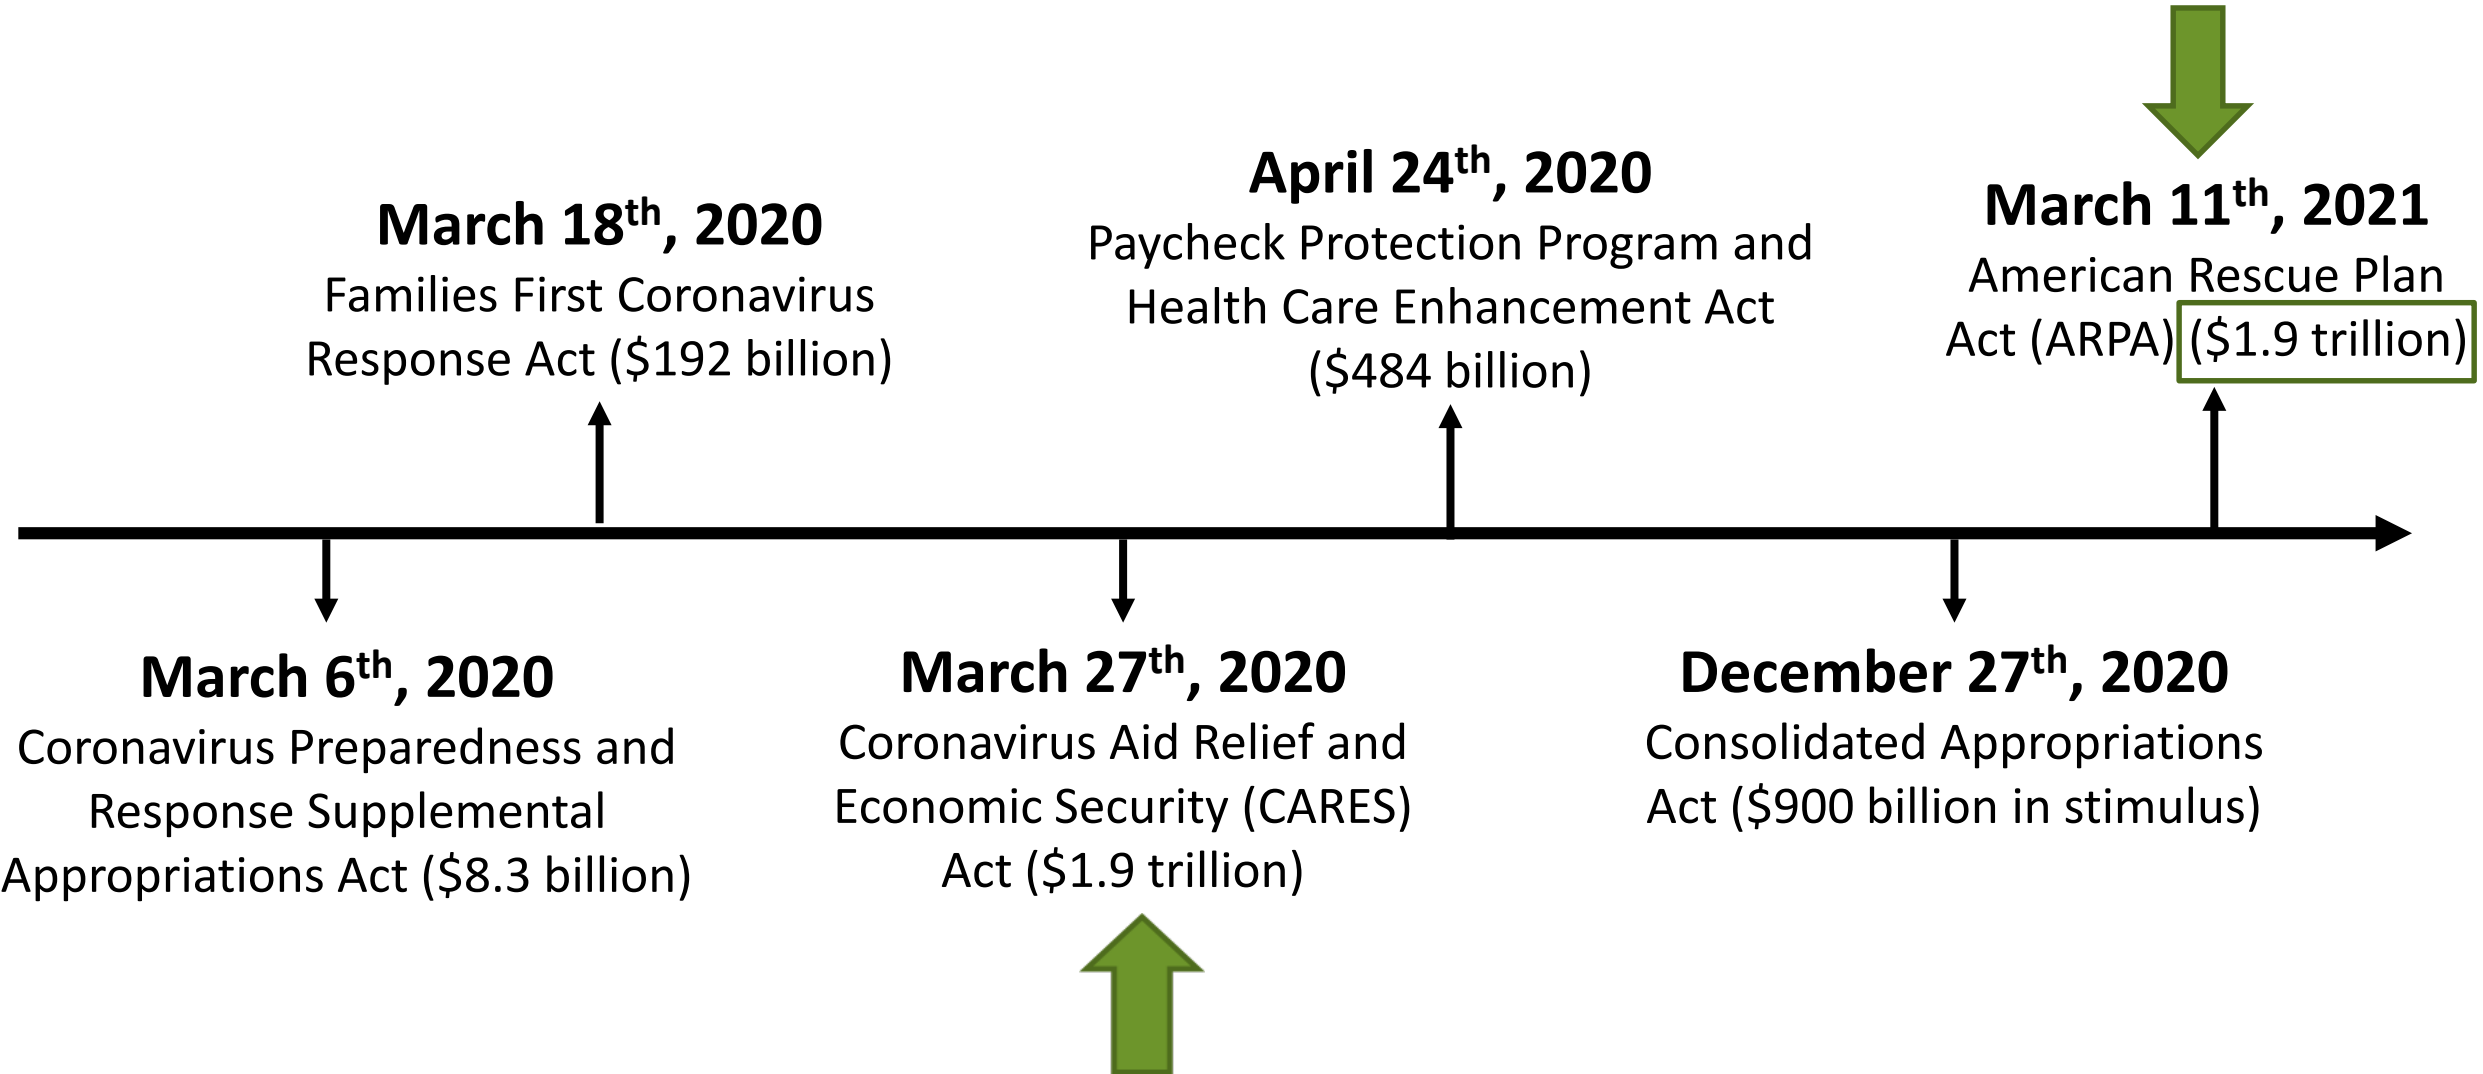 March 18th, 2020
Families First Coronavirus
Response Act ($192 billion)
April 24th, 2020
Paycheck Protection Program and
Health Care Enhancement Act
($484 billion)
March 11th, 2021
American Rescue Plan
Act (ARPA) ($1.9 trillion)
March 6th, 2020
Coronavirus Preparedness and
Response Supplemental
Appropriations Act ($8.3 billion)
March 27th, 2020
Coronavirus Aid Relief and
Economic Security (CARES)
Act ($1.9 trillion)
December 27th, 2020
Consolidated Appropriations
Act ($900 billion in stimulus)